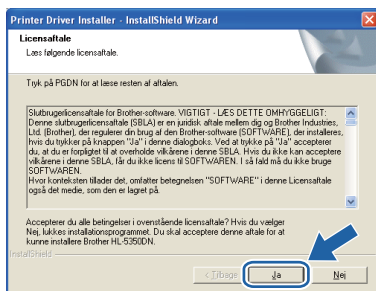 Printer Driver Installer - InstallShield Wizard
Licensaftale
Læs følgende licensaftale.
Tryk på PGDN for at læse resten af aftalen.
Slutbrugerlicensaftale for Brother-software. VIGTIGT - LÆS DETTE OMHYGGELIGT:
Denne slutbrugerlicensaftale (SBLA) er en juridisk aftale mellem dig og Brother Industries,
Ltd. (Brother), der regulerer din brug af den Brother-software (SOFTWARE), der installeres,
hvis du trykker på knappen "Ja" i denne dialogboks. Ved at trykke på "Ja" accepterer
du, at du er forpligtet til at overholde vilkårene i denne SBLA. Hvis du ikke kan acceptere
vilkårene i denne SBLA, får du ikke licens til SOFTWAREN. I så fald må du ikke bruge
SOFTWAREN.
Hvor konteksten tillader det, omfatter betegnelsen "SOFTWARE" i denne Licensaftale
også det medie, som den er lagret på.
Accepterer du alle betingelser i ovenstående licensaftale? Hvis du vælger
Nej, lukkes installationsprogrammet. Du skal acceptere denne aftale for at
kunne installere Brother HL-5350DN.
InstallShield
< Tilbage
Ja
Nej